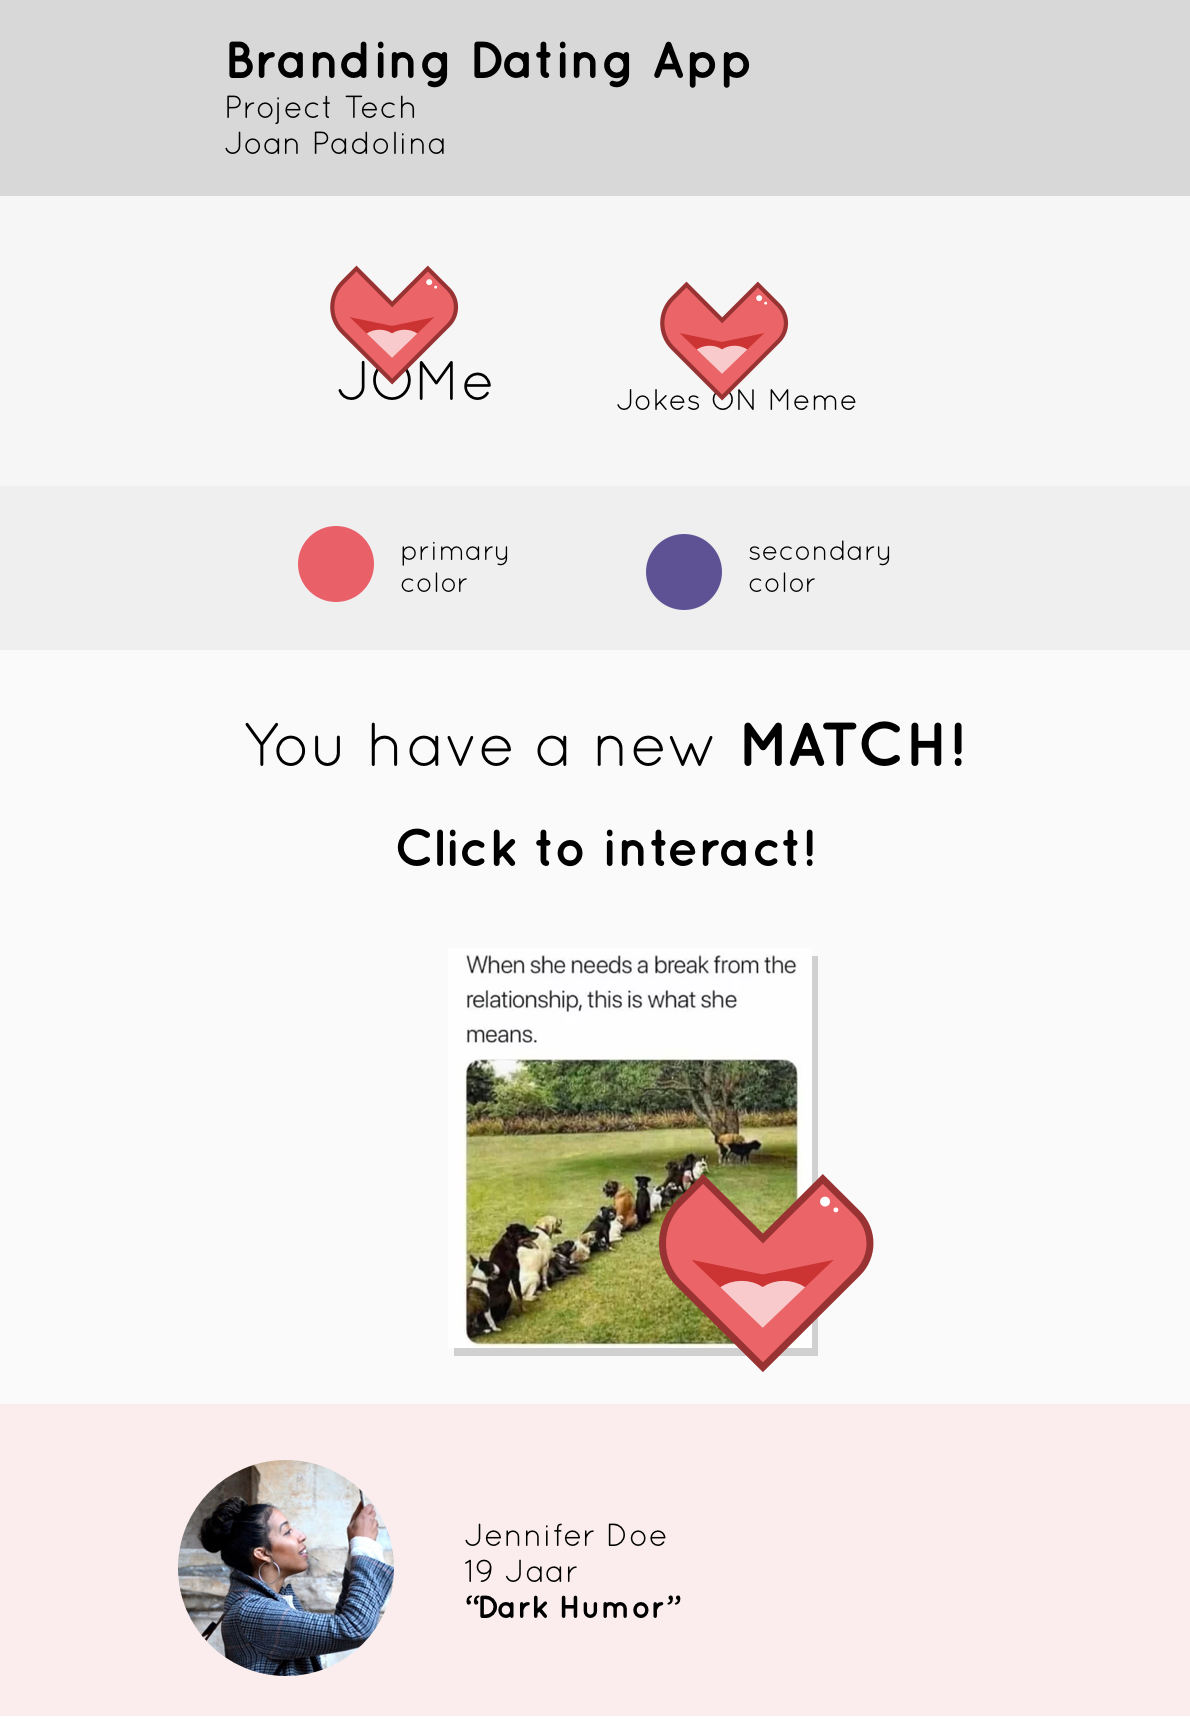 Branding Dating App
Project Tech
Joan Padolina
JOMe
Jokes ON Meme
primary
color
secondary
color
You have a new MATCH!
Click to interact!
When she needs a break from the
relationship, this is what she
means.
Jennifer Doe
19 Jaar
“Dark Humor”